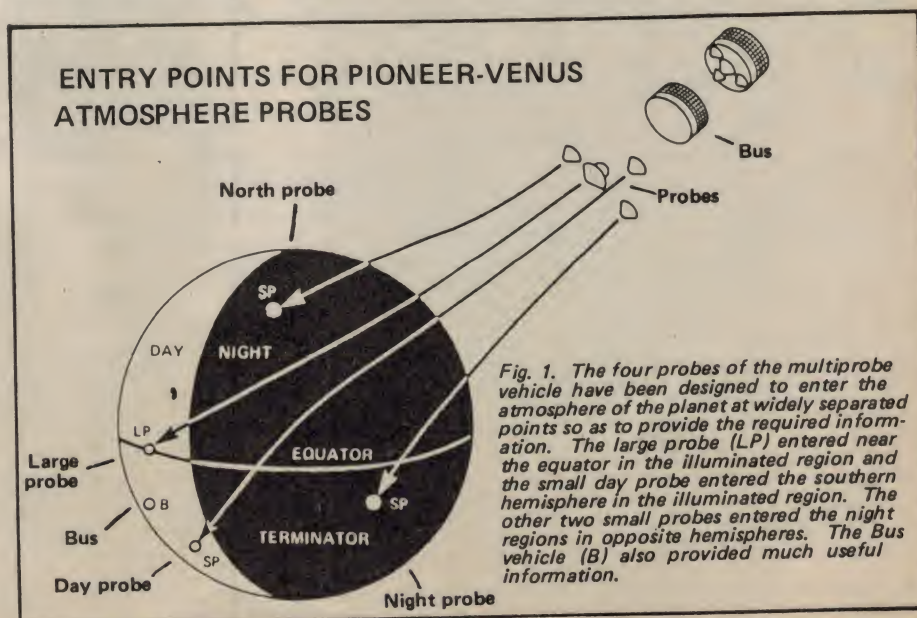 ENTRY POINTS FOR PIONEER-VENUS
ATMOSPHERE PROBES
Bus
Probes
North probe
SP
DAY
NIGHT
LP
EQUATOR
Large
probe
B
SP
Bus
TERMINATOR
SP
Day probe
Night probe
Fig. 1. The four probes of the multiprobe
vehicle have been designed to enter the
atmosphere of the planet at widely separated
points so as to provide the required inform-
ation. The large probe (LP) entered near
the equator in the illuminated region and
the small day probe entered the southern
hemisphere in the illuminated region. The
other two small probes entered the night
regions in opposite hemispheres. The Bus
vehicle (B) also provided much useful
information.